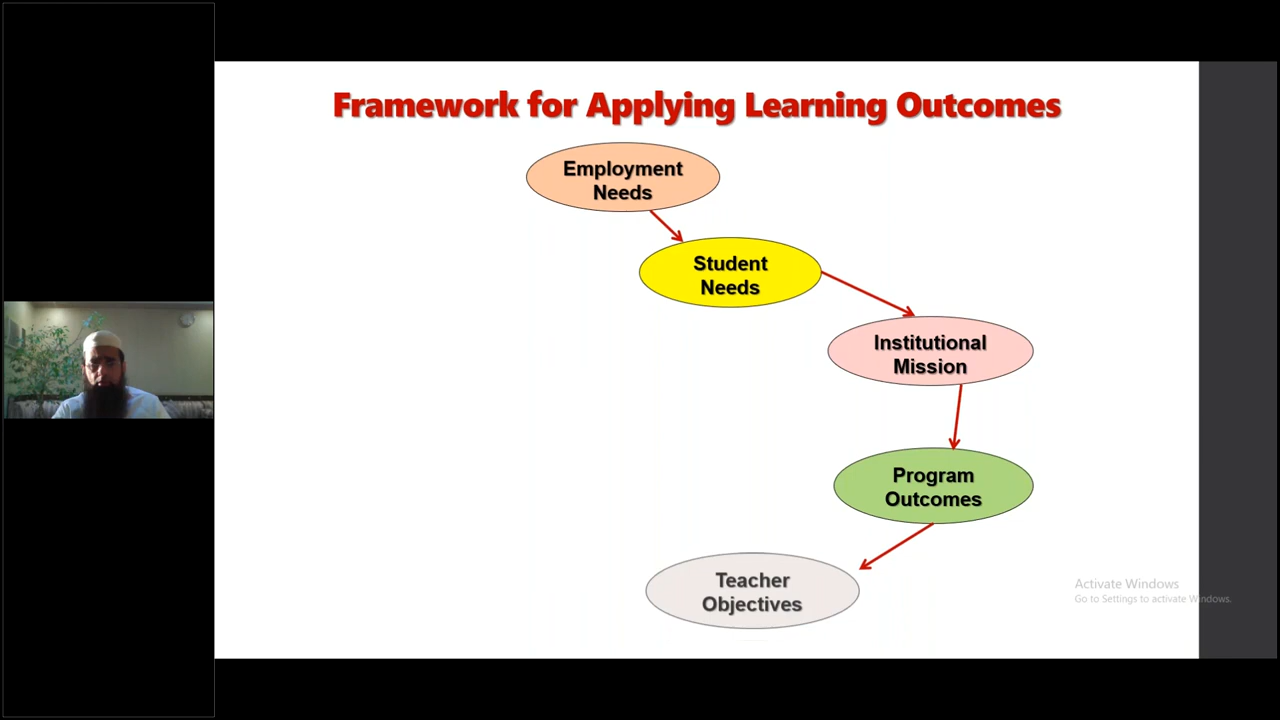 Framework for Applying Learning Outcomes
Employment
Needs
Student
Needs
Institutional
Mission
Program
Outcomes
Teacher
Objectives
Activate Windows
Go to Settings to activate Windows.